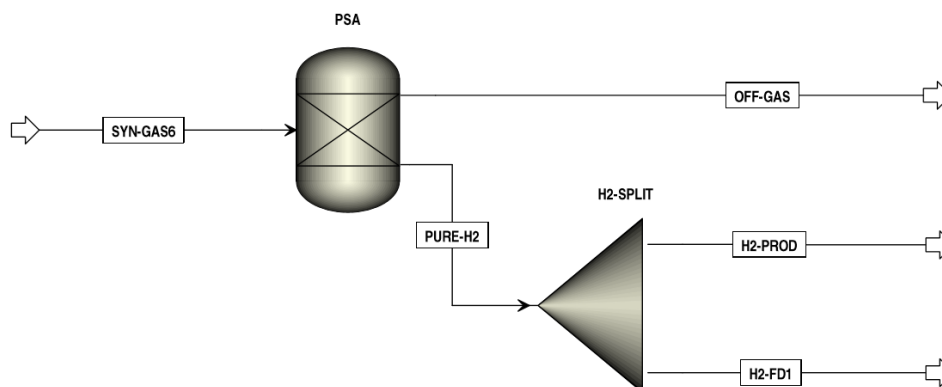 PSA
OFF-GAS
SYN-GAS6
H2-SPLIT
PURE-H2
H2-PROD
H2-FD1